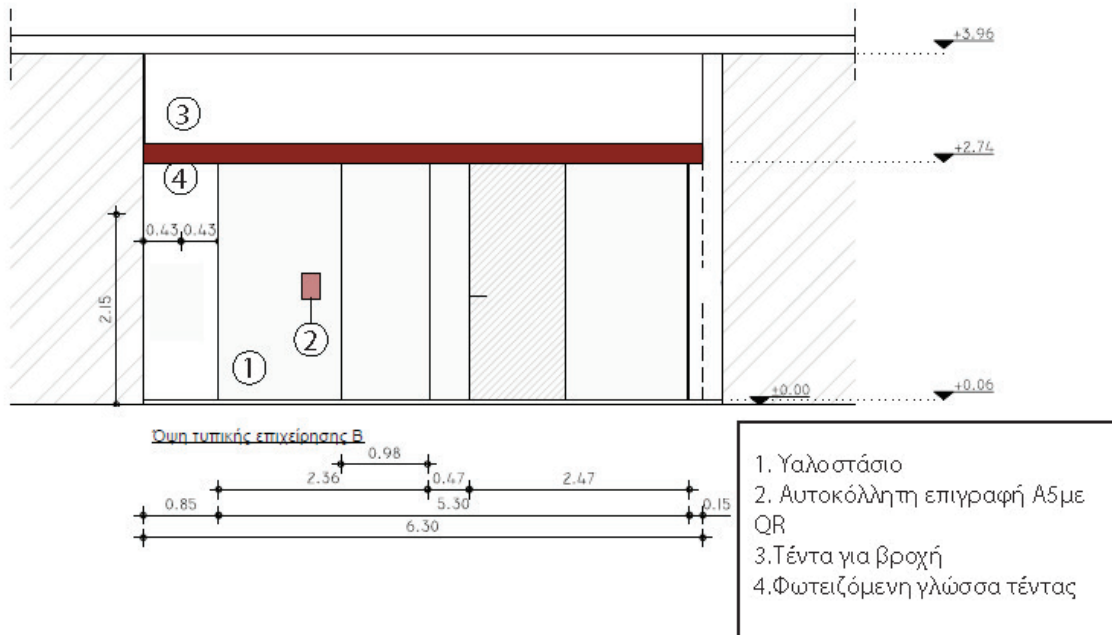 +3.96
3
+2.74
4
0.43 0.43
2.15
2
1
+0.00
+0.06
Όψη τυπικής επιχείρησης Β
0.98
2.36 0.47 2.47
0.85 5.30 0.15
6.30
1. Υαλοστάσιο
2. Αυτοκόλλητη επιγραφή Α5με
QR
3.Τέντα για βροχή
4.Φωτειζόμενη γλώσσα τέντας